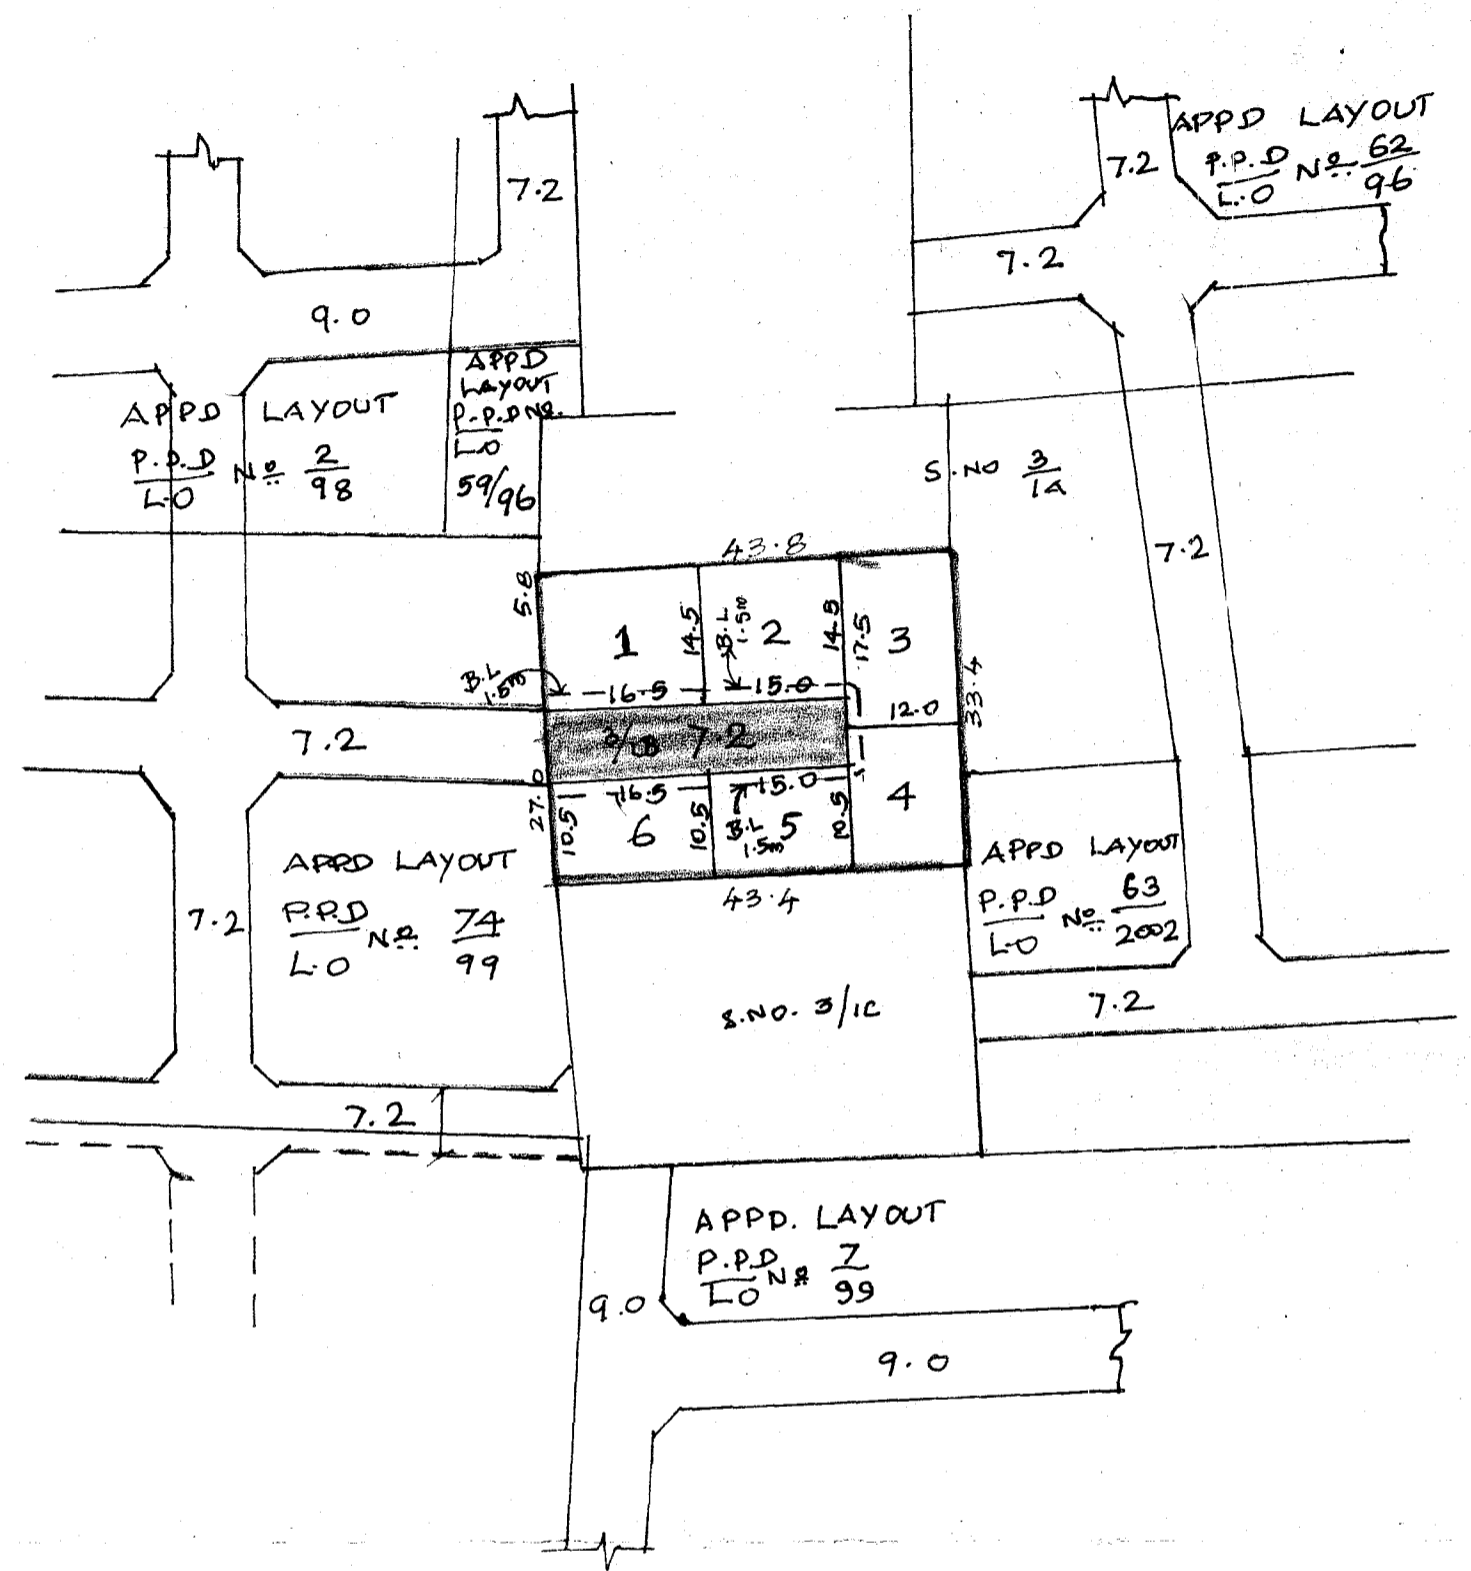 7.2
APPD LAYOUT
P.P.D
L.O
No
62
96
7.2
7.2
9.0
APPD
LAYOUT
P.P.D No.
L.O
59/96
APPD LAYOUT
P.P.D
L.O
No
2
98
S.NO 3
1A
7.2
43.8
5.8
1
14.5
B.L
1.5m
2
14.8
17.5
3
B.L
1.5m
16.5
15.0
12.0
33.4
7.2
7.2
27.0
16.5
15.0
10.5
6
10.5
B.L
1.5m
5
10.5
4
43.4
APPD LAYOUT
P.P.D
L.O
No
74
99
7.2
APPD LAYOUT
P.P.D
L.O
No
63
2002
7.2
S.NO. 3/1C
7.2
APPD. LAYOUT
P.P.D
L.O
No
7
99
9.0
9.0